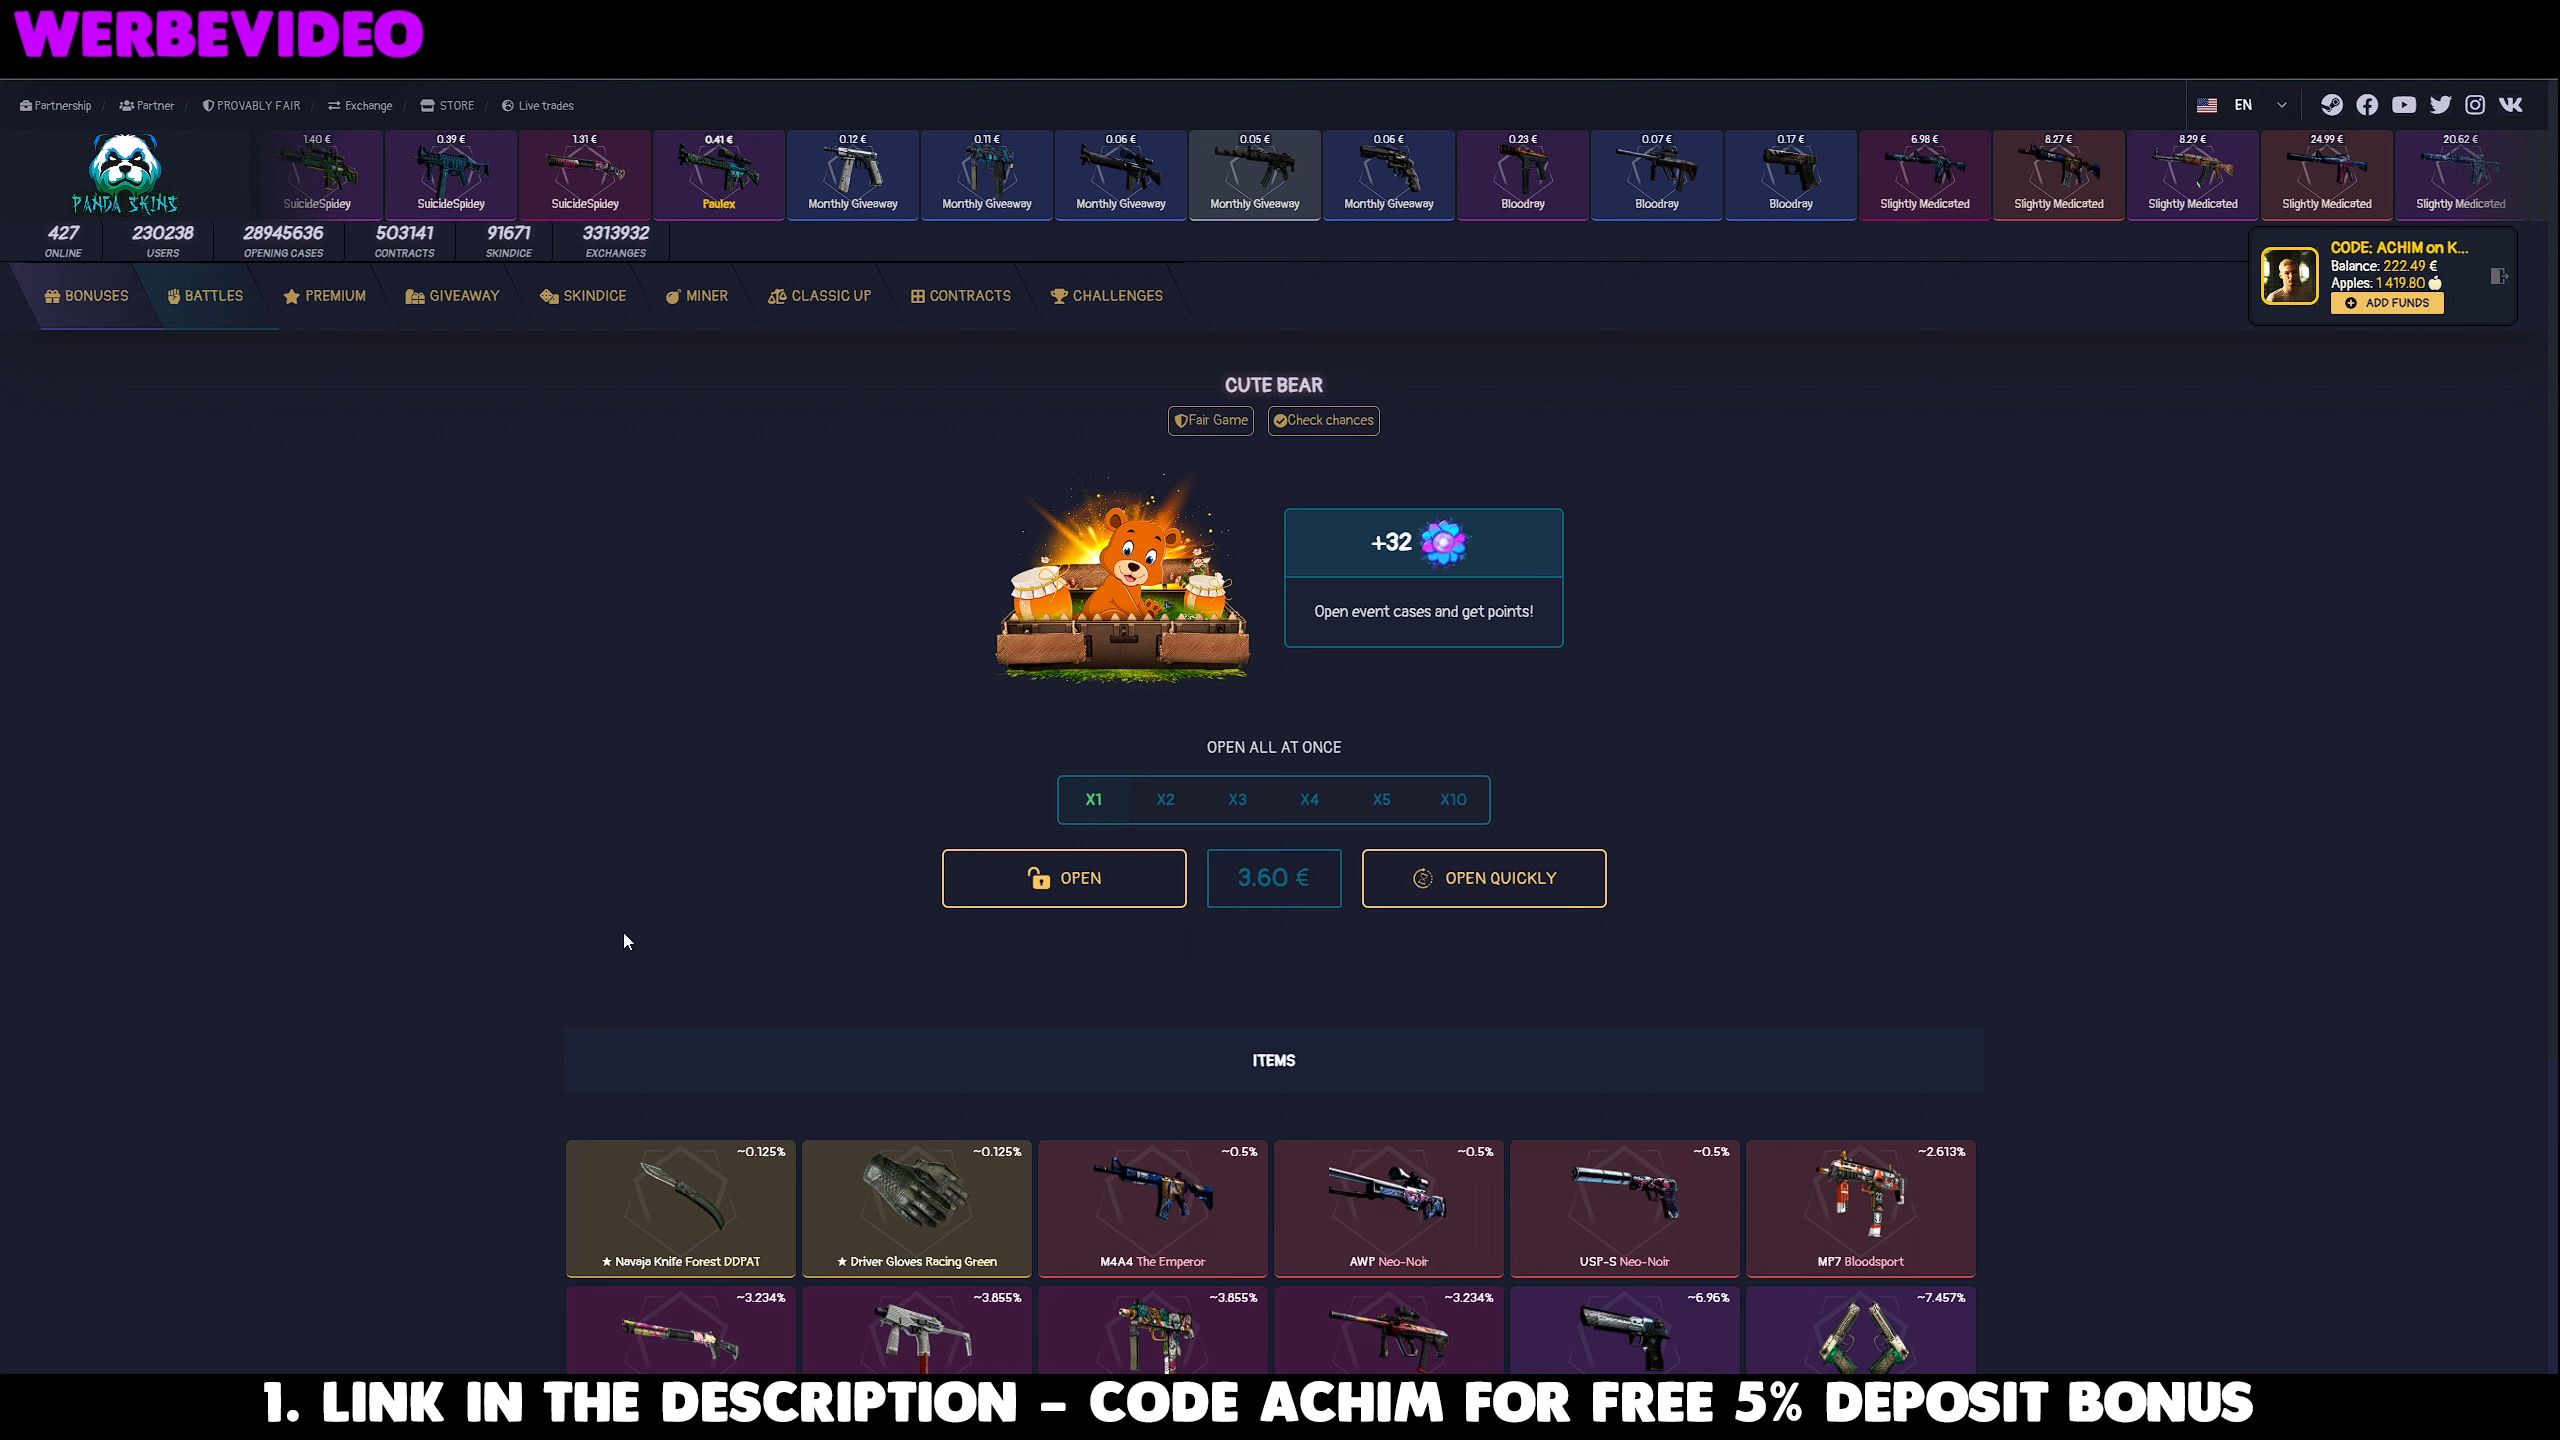 WERBEVIDEO
Partnership / Partner / PROVABLY FAIR / Exchange / STORE / Live trades
EN
PANDA SKINS
1.40 € 0.39 € 1.31 € 0.41 € 0.12 € 0.11 € 0.06 € 0.05 € 0.06 € 0.23 € 0.07 € 0.17 € 6.98 € 8.27 € 8.29 € 24.99 € 20.62 €
SuicideSpidey SuicideSpidey SuicideSpidey Paulex Monthly Giveaway Monthly Giveaway Monthly Giveaway Monthly Giveaway Monthly Giveaway Bloodray Bloodray Bloodray Slightly Medicated Slightly Medicated Slightly Medicated Slightly Medicated Slightly Medicated
427 230238 28945636 503141 91671 3313932
ONLINE USERS OPENING CASES CONTRACTS SKINDICE EXCHANGES
CODE: ACHIM on K...
Balance: 222.49 €
Apples: 1 419.80
ADD FUNDS
BONUSES BATTLES PREMIUM GIVEAWAY SKINDICE MINER CLASSIC UP CONTRACTS CHALLENGES
CUTE BEAR
Fair Game Check chances
+32
Open event cases and get points!
OPEN ALL AT ONCE
X1 X2 X3 X4 X5 X10
OPEN 3.60 € OPEN QUICKLY
ITEMS
~0.125% ~0.125% ~0.5% ~0.5% ~0.5% ~2.613%
★ Navaja Knife Forest DDPAT ★ Driver Gloves Racing Green M4A4 The Emperor AWP Neo-Noir USP-S Neo-Noir MP7 Bloodsport
~3.234% ~3.855% ~3.855% ~3.234% ~6.96% ~7.457%
1. LINK IN THE DESCRIPTION - CODE ACHIM FOR FREE 5% DEPOSIT BONUS